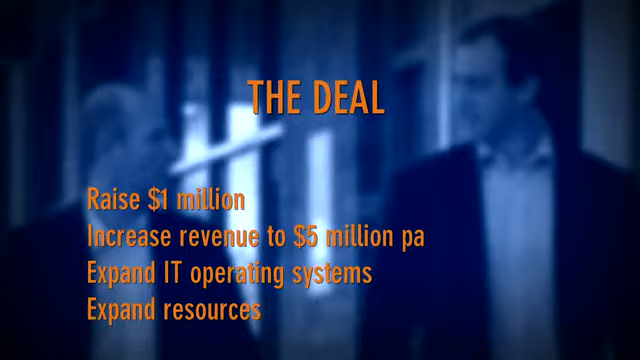 THE DEAL
Raise $1 million
Increase revenue to $5 million pa
Expand IT operating systems
Expand resources